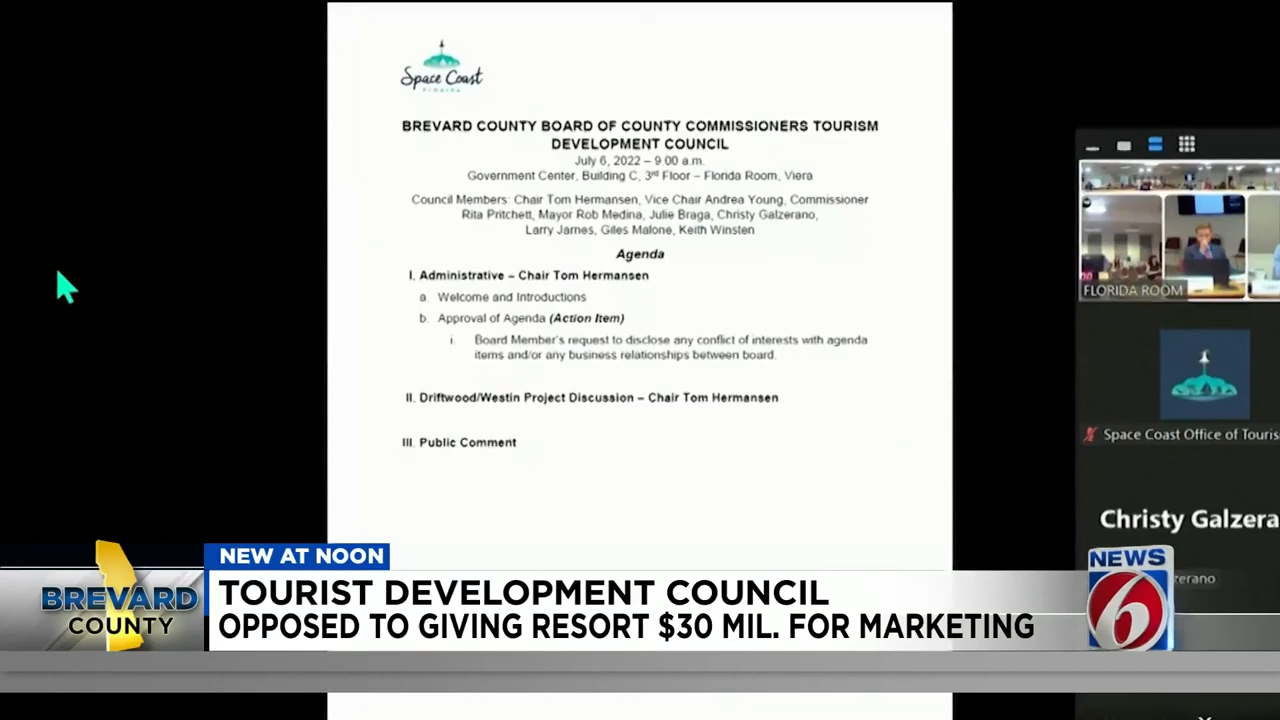 Space Coast
FLORIDA
BREVARD COUNTY BOARD OF COUNTY COMMISSIONERS TOURISM
DEVELOPMENT COUNCIL
July 6, 2022 – 9:00 a.m.
Government Center, Building C, 3rd Floor – Florida Room, Viera
Council Members: Chair Tom Hermansen, Vice Chair Andrea Young, Commissioner
Rita Pritchett, Mayor Rob Medina, Julie Braga, Christy Galzerano,
Larry James, Giles Malone, Keith Winsten
Agenda
I. Administrative – Chair Tom Hermansen
a. Welcome and Introductions
b. Approval of Agenda (Action Item)
i. Board Member's request to disclose any conflict of interests with agenda
items and/or any business relationships between board.
II. Driftwood/Westin Project Discussion – Chair Tom Hermansen
III. Public Comment
FLORIDA ROOM
Space Coast Office of Touris
Christy Galzera
zerano
NEW AT NOON
BREVARD
COUNTY
TOURIST DEVELOPMENT COUNCIL
OPPOSED TO GIVING RESORT $30 MIL. FOR MARKETING
NEWS
6